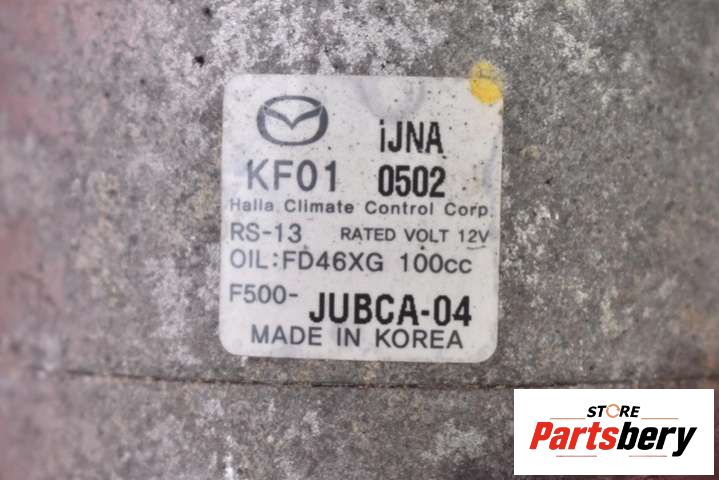 iJNA
KF01 0502
Halla Climate Control Corp.
RS-13 RATED VOLT 12V
OIL:FD46XG 100cc
F500-JUBCA-04
MADE IN KOREA
STORE
Partsbery